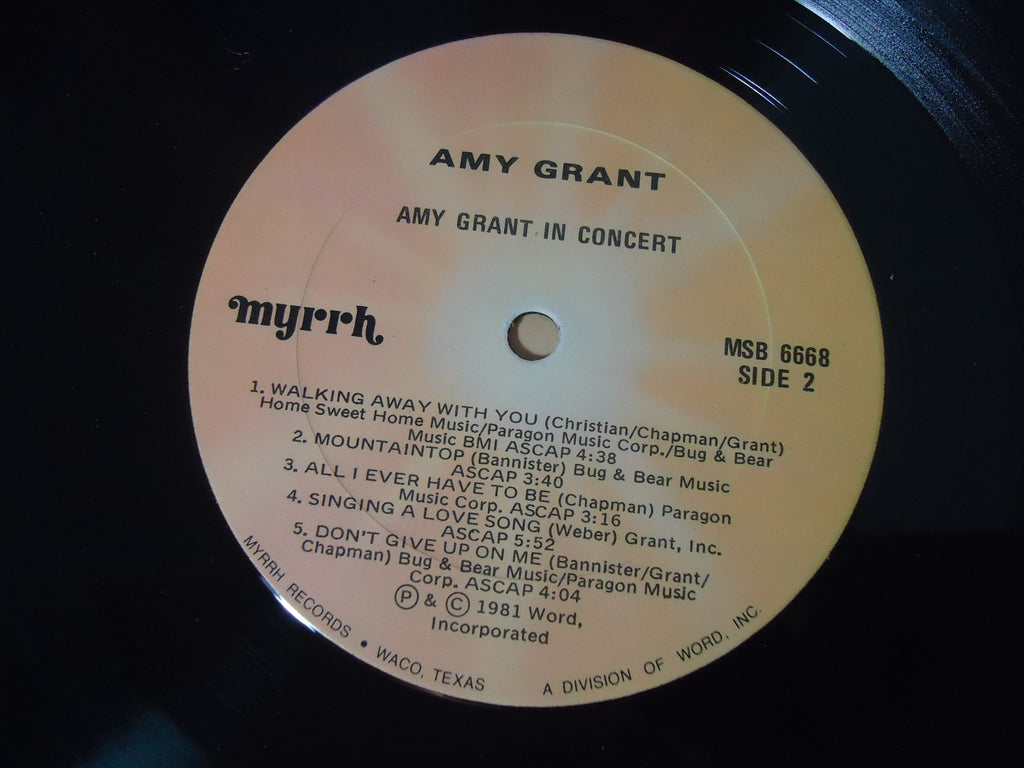 AMY GRANT
AMY GRANT IN CONCERT
myrrh
MSB 6668
SIDE 2
1. WALKING AWAY WITH YOU (Christian/Chapman/Grant)
Home Sweet Home Music/Paragon Music Corp./Bug & Bear
Music BMI ASCAP 4:38
2. MOUNTAINTOP (Bannister) Bug & Bear Music
ASCAP 3:40
3. ALL I EVER HAVE TO BE (Chapman) Paragon
Music Corp. ASCAP 3:16
4. SINGING A LOVE SONG (Weber) Grant, Inc.
ASCAP 5:52
5. DON'T GIVE UP ON ME (Bannister/Grant/
Chapman) Bug & Bear Music/Paragon Music
Corp. ASCAP 4:04
Ⓟ & © 1981 Word,
Incorporated
MYRRH RECORDS • WACO, TEXAS A DIVISION OF WORD, INC.